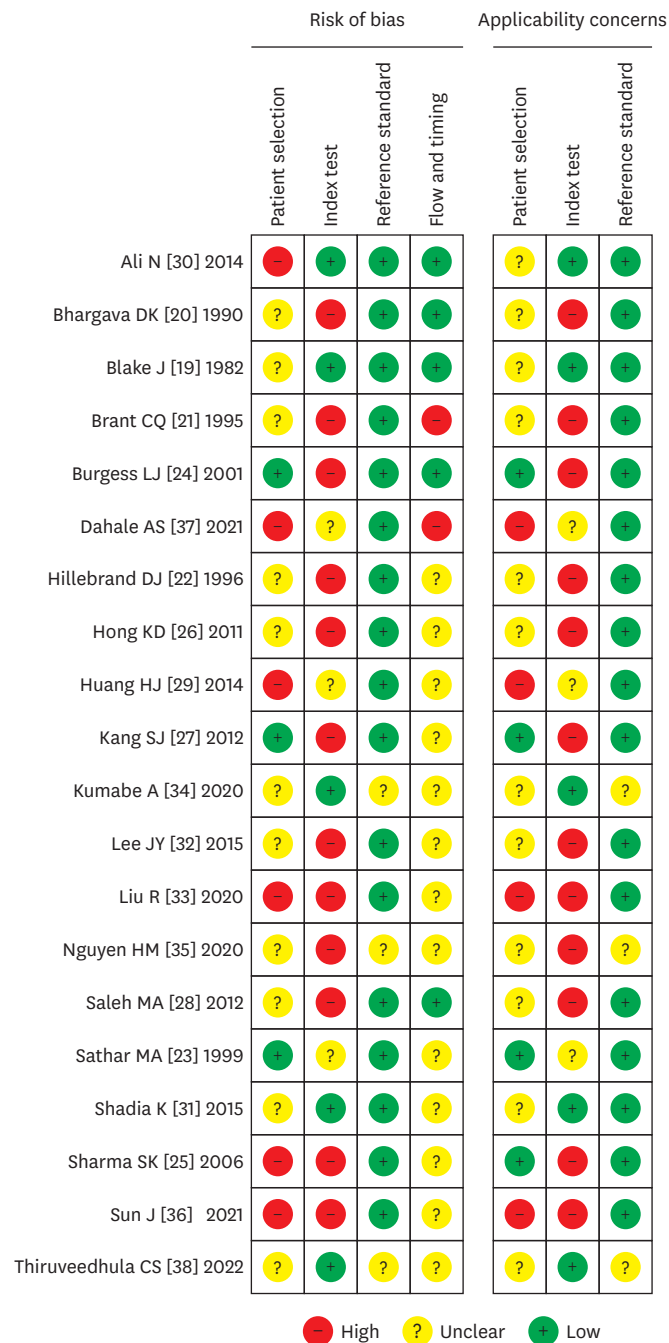 Risk of bias Applicability concerns
Patient selection Index test Reference standard Flow and timing Patient selection Index test Reference standard
Ali N [30] 2014 − + + + ? + +
Bhargava DK [20] 1990 ? − + + ? − +
Blake J [19] 1982 ? + + + ? + +
Brant CQ [21] 1995 ? − + − ? − +
Burgess LJ [24] 2001 + − + + + − +
Dahale AS [37] 2021 − ? + − − ? +
Hillebrand DJ [22] 1996 ? − + ? ? − +
Hong KD [26] 2011 ? − + ? ? − +
Huang HJ [29] 2014 − ? + ? − ? +
Kang SJ [27] 2012 + − + ? + − +
Kumabe A [34] 2020 ? + ? ? ? + ?
Lee JY [32] 2015 ? − + ? ? − +
Liu R [33] 2020 − − + ? − − +
Nguyen HM [35] 2020 ? − ? ? ? − ?
Saleh MA [28] 2012 ? − + + ? − +
Sathar MA [23] 1999 + ? + ? + ? +
Shadia K [31] 2015 ? + + ? ? + +
Sharma SK [25] 2006 − − + ? + − +
Sun J [36] 2021 − − + ? − − +
Thiruveedhula CS [38] 2022 ? + ? ? ? + ?
− High ? Unclear + Low